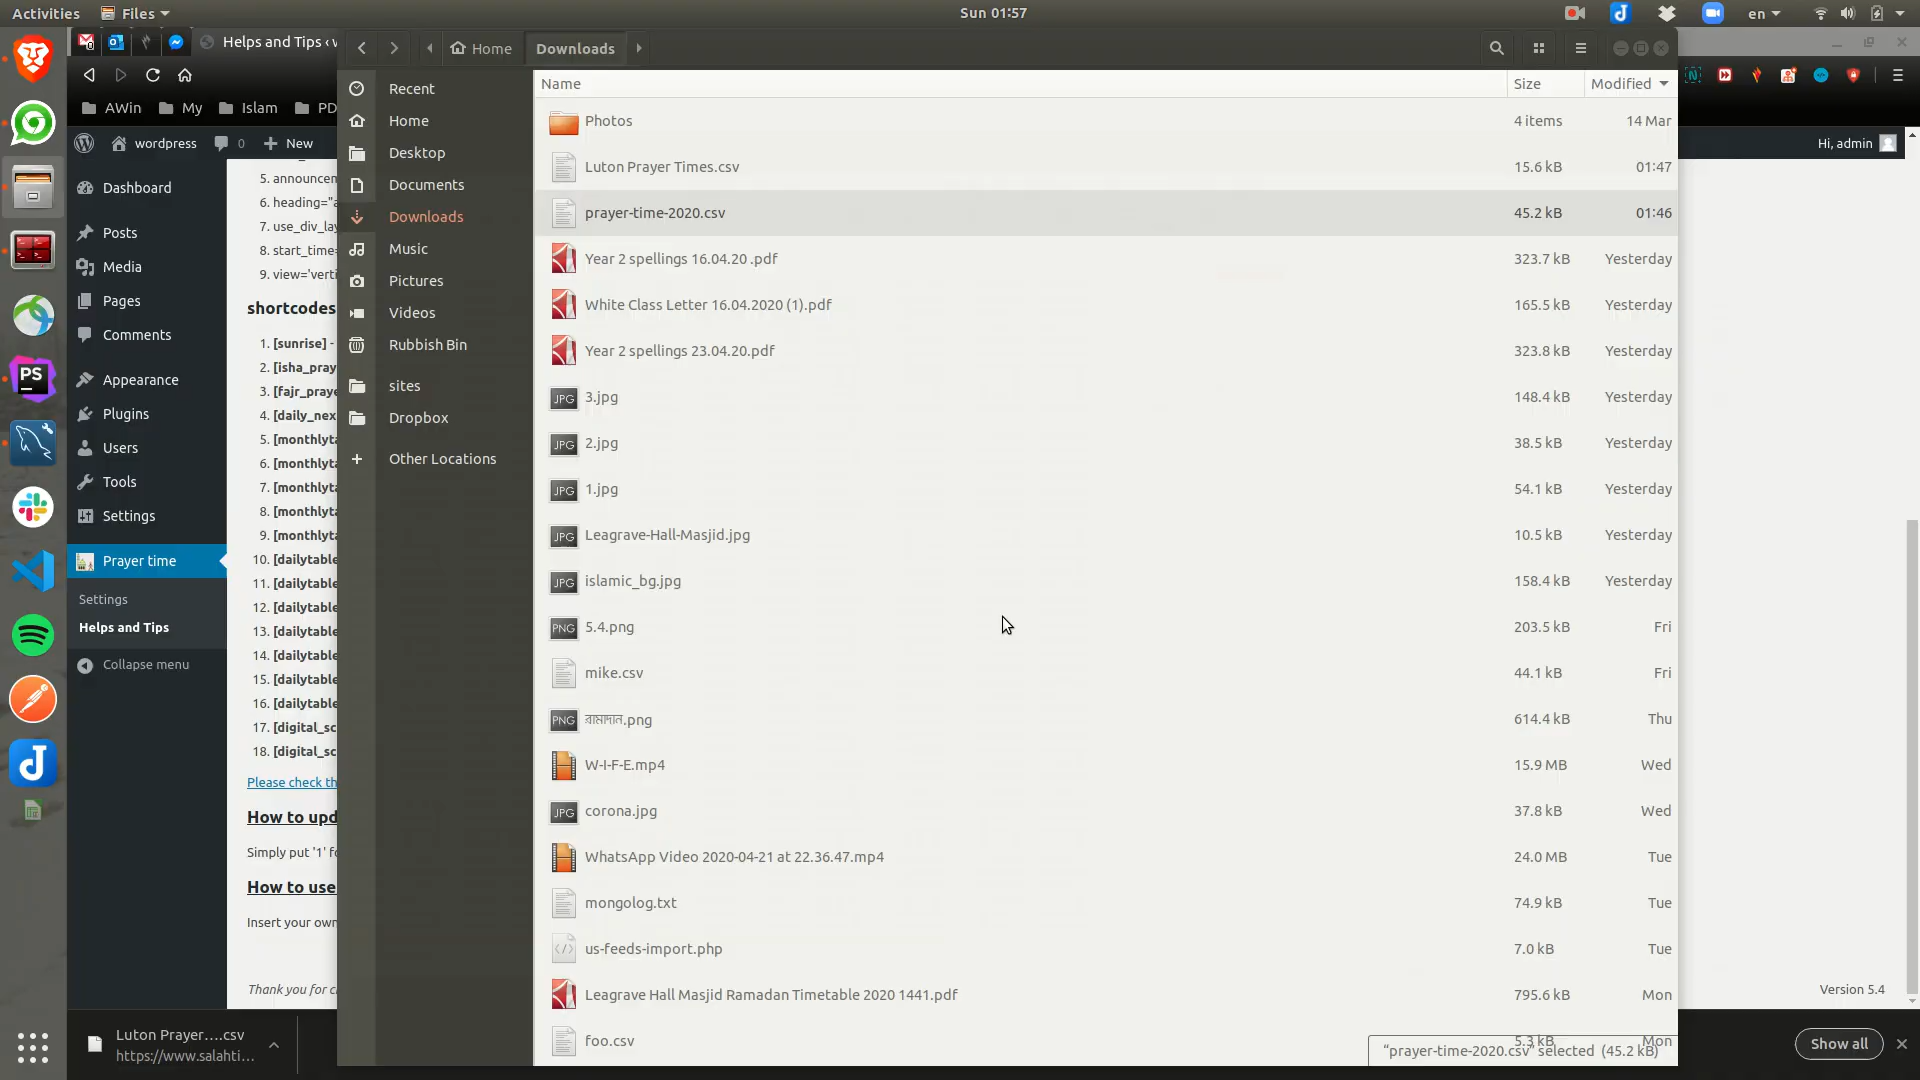 Activities
Files
Sun 01:57
en
Helps and Tips ‹ v
Home
Downloads
AWin
My
Islam
PD
wordpress
0
New
Hi, admin
Dashboard
Posts
Media
Pages
Comments
Appearance
Plugins
Users
Tools
Settings
Prayer time
Settings
Helps and Tips
Collapse menu
5. announcen
6. heading="a
7. use_div_lay
8. start_time=
9. view='verti
shortcodes
1. [sunrise] -
2. [isha_pray
3. [fajr_praye
4. [daily_nex
5. [monthlyta
6. [monthlyta
7. [monthlyta
8. [monthlyta
9. [monthlyta
10. [dailytable
11. [dailytable
12. [dailytable
13. [dailytable
14. [dailytable
15. [dailytable
16. [dailytable
17. [digital_sc
18. [digital_sc
Please check th
How to upd
Simply put '1' fo
How to use
Insert your own
Thank you for c
Recent
Home
Desktop
Documents
Downloads
Music
Pictures
Videos
Rubbish Bin
sites
Dropbox
Other Locations
Name Size Modified
Photos 4 items 14 Mar
Luton Prayer Times.csv 15.6 kB 01:47
prayer-time-2020.csv 45.2 kB 01:46
Year 2 spellings 16.04.20 .pdf 323.7 kB Yesterday
White Class Letter 16.04.2020 (1).pdf 165.5 kB Yesterday
Year 2 spellings 23.04.20.pdf 323.8 kB Yesterday
JPG 3.jpg 148.4 kB Yesterday
JPG 2.jpg 38.5 kB Yesterday
JPG 1.jpg 54.1 kB Yesterday
JPG Leagrave-Hall-Masjid.jpg 10.5 kB Yesterday
JPG islamic_bg.jpg 158.4 kB Yesterday
PNG 5.4.png 203.5 kB Fri
mike.csv 44.1 kB Fri
PNG রামাদান.png 614.4 kB Thu
W-I-F-E.mp4 15.9 MB Wed
JPG corona.jpg 37.8 kB Wed
WhatsApp Video 2020-04-21 at 22.36.47.mp4 24.0 MB Tue
mongolog.txt 74.9 kB Tue
us-feeds-import.php 7.0 kB Tue
Leagrave Hall Masjid Ramadan Timetable 2020 1441.pdf 795.6 kB Mon
foo.csv 5.3 kB Mon
"prayer-time-2020.csv" selected (45.2 kB)
Version 5.4
Luton Prayer....csv
https://www.salahti...
Show all
PS